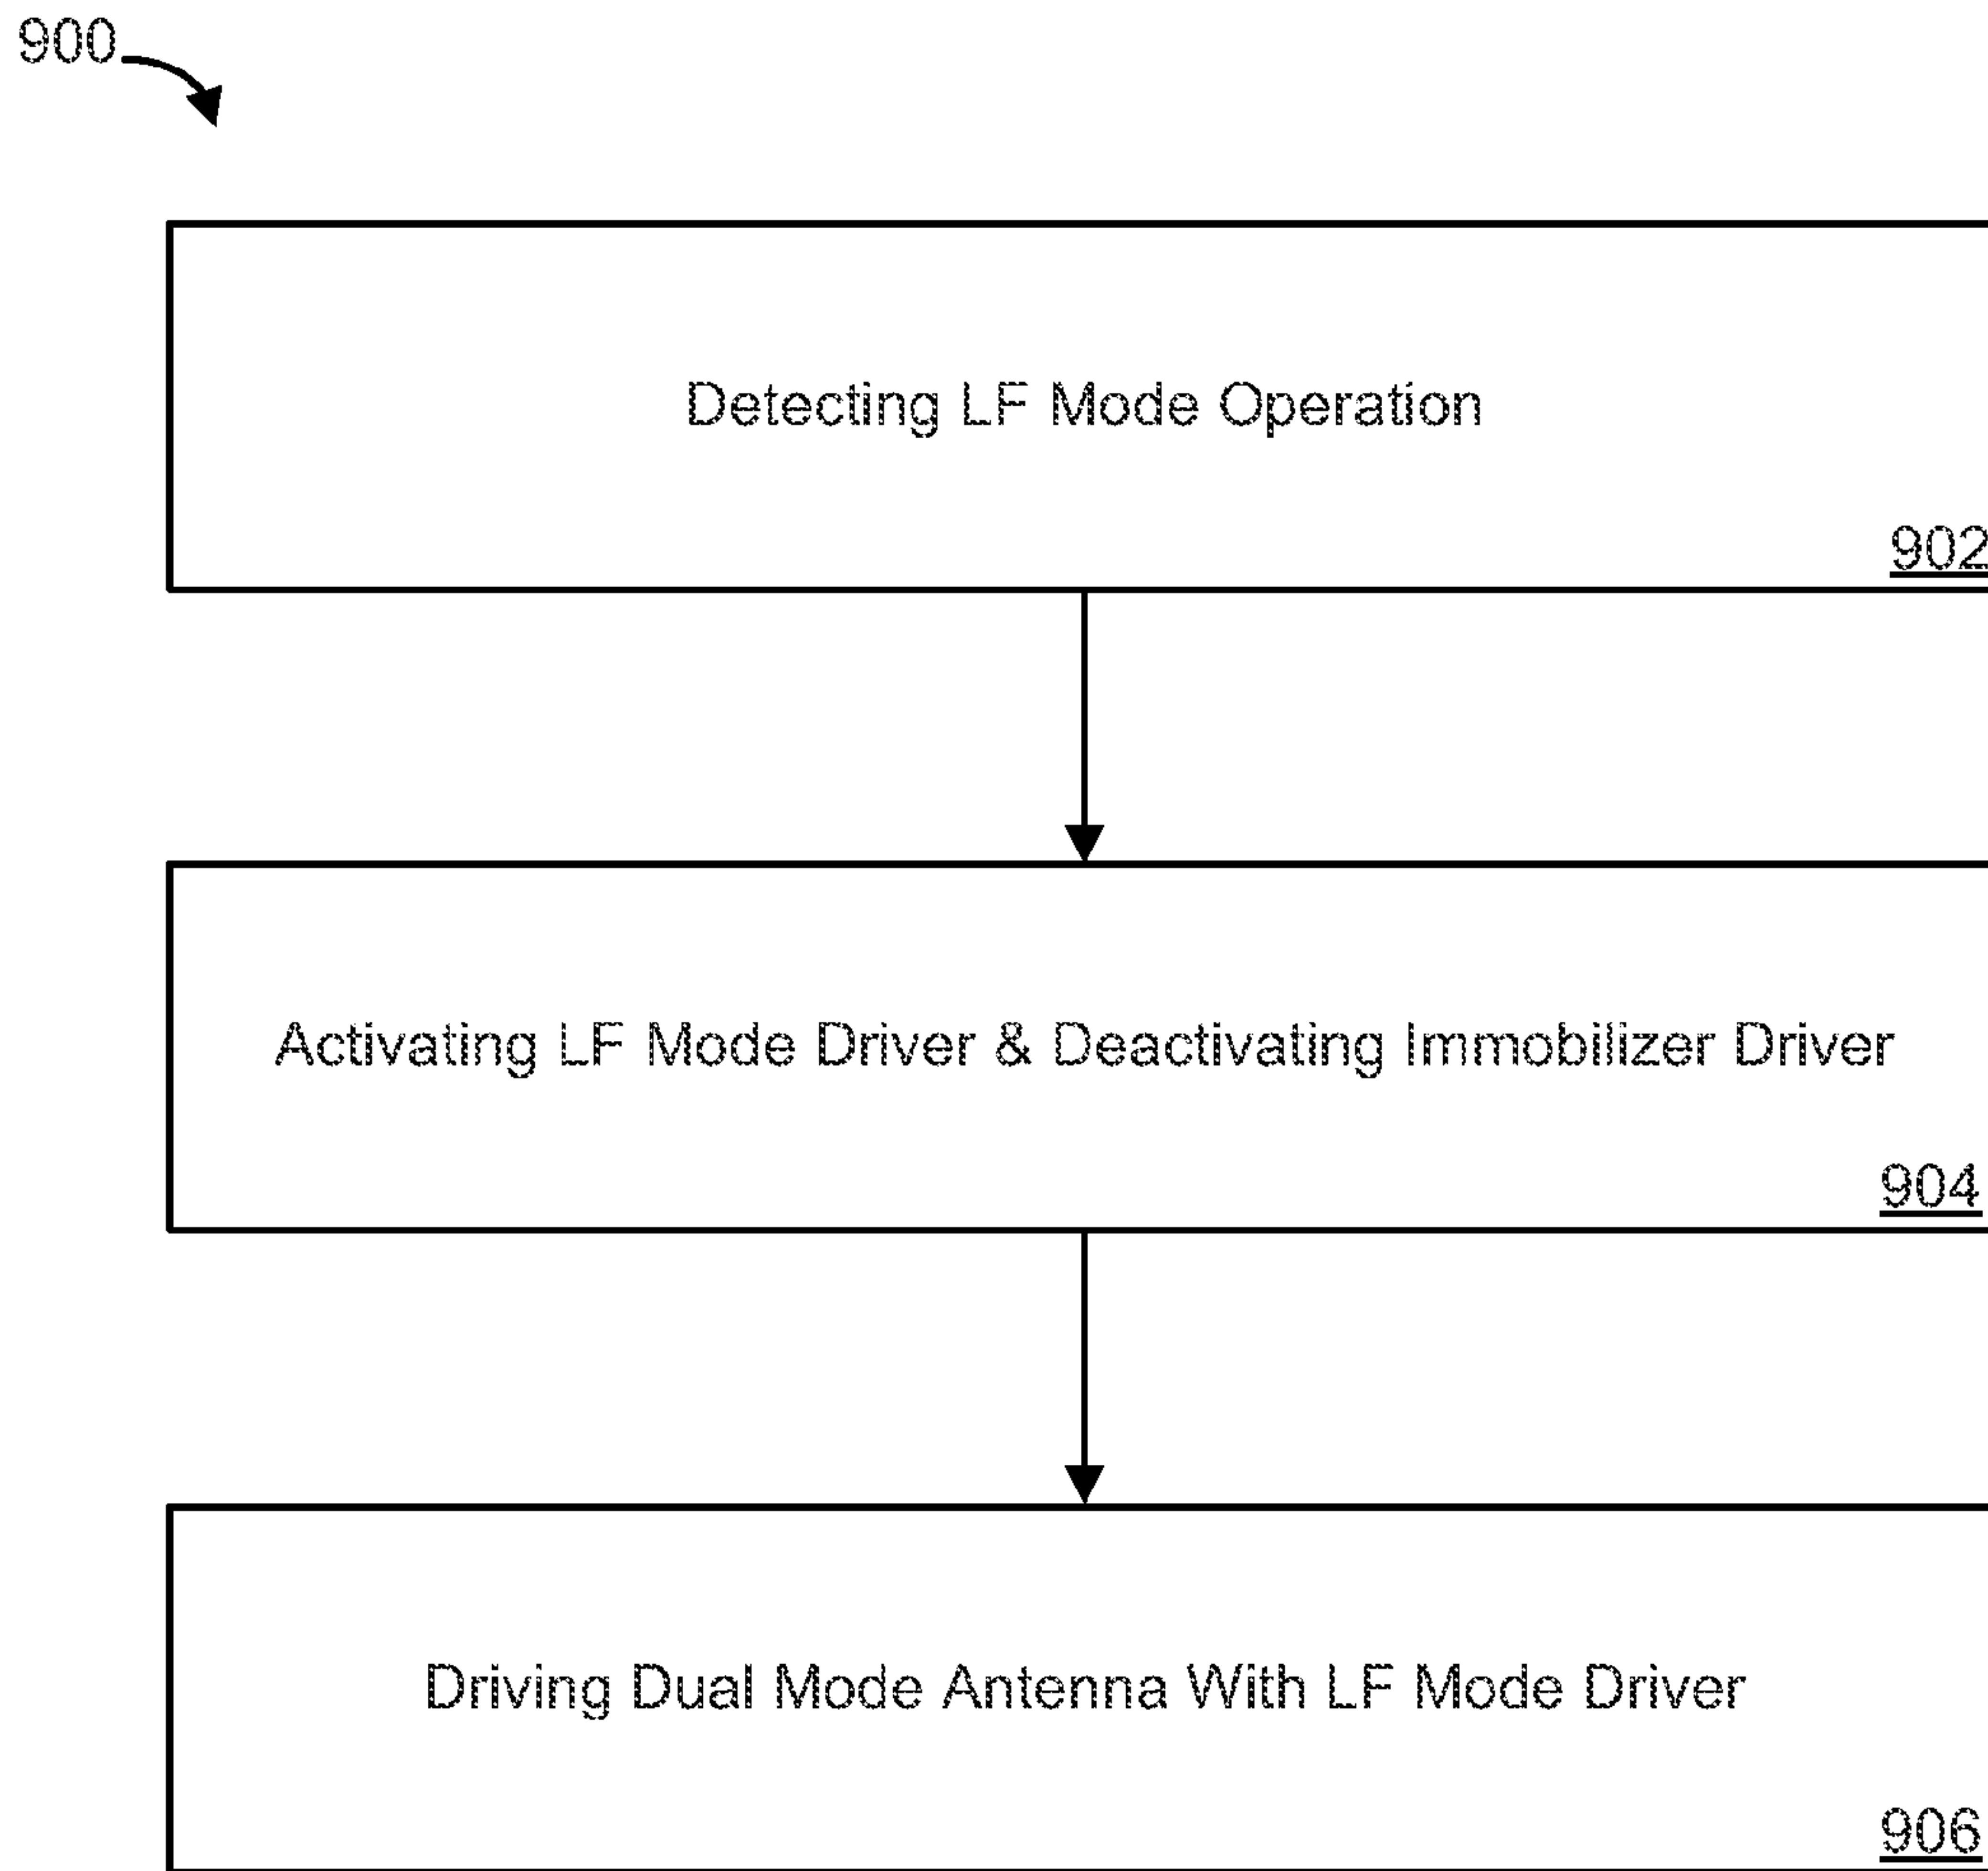 900
Detecting LF Mode Operation
902
Activating LF Mode Driver & Deactivating Immobilizer Driver
904
Driving Dual Mode Antenna With LF Mode Driver
906